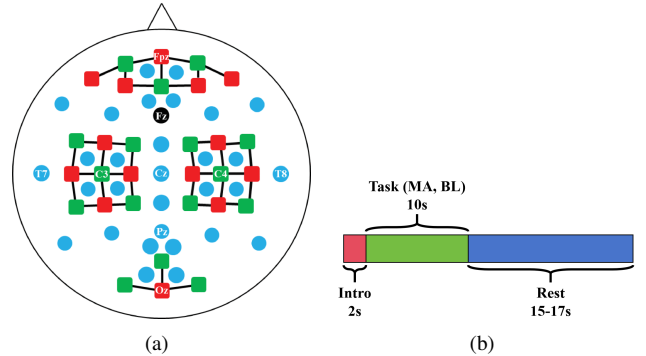 Fpz
Fz
T7
C3
Cz
C4
T8
Pz
Oz
(a)
Task (MA, BL)
10s
Intro
2s
Rest
15-17s
(b)